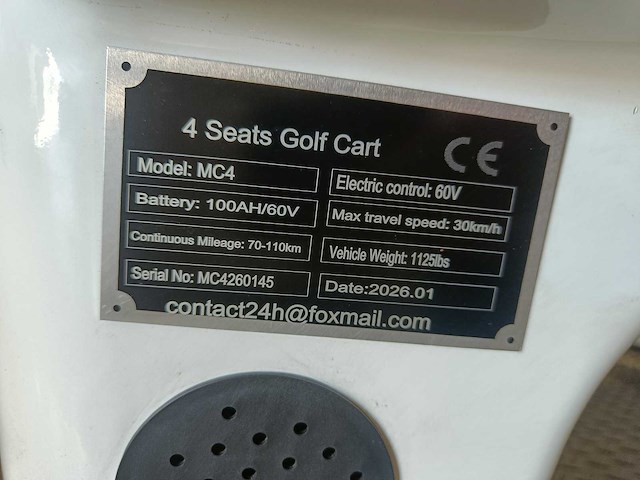 4 Seats Golf Cart
CE
Model: MC4
Electric control: 60V
Battery: 100AH/60V
Max travel speed: 30km/h
Continuous Mileage: 70-110km
Vehicle Weight: 1125lbs
Serial No: MC4260145
Date:2026.01
contact24h@foxmail.com